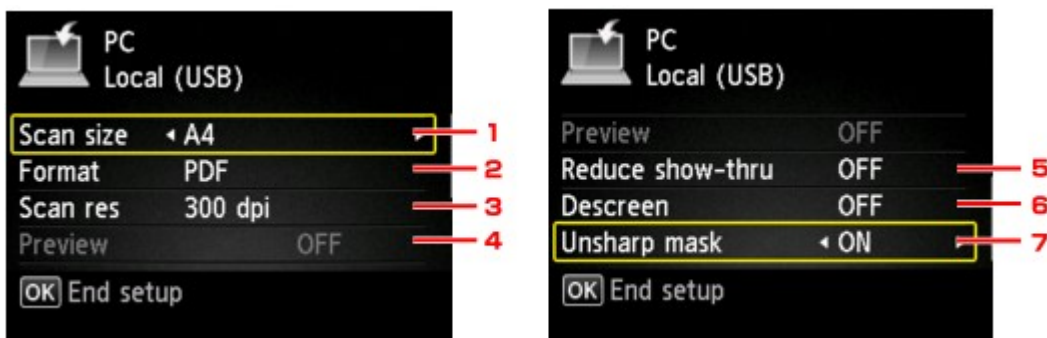 PC
Local (USB)
Scan size A4 1
Format PDF 2
Scan res 300 dpi 3
Preview OFF 4
OK End setup
PC
Local (USB)
Preview OFF
Reduce show-thru OFF 5
Descreen OFF 6
Unsharp mask ON 7
OK End setup